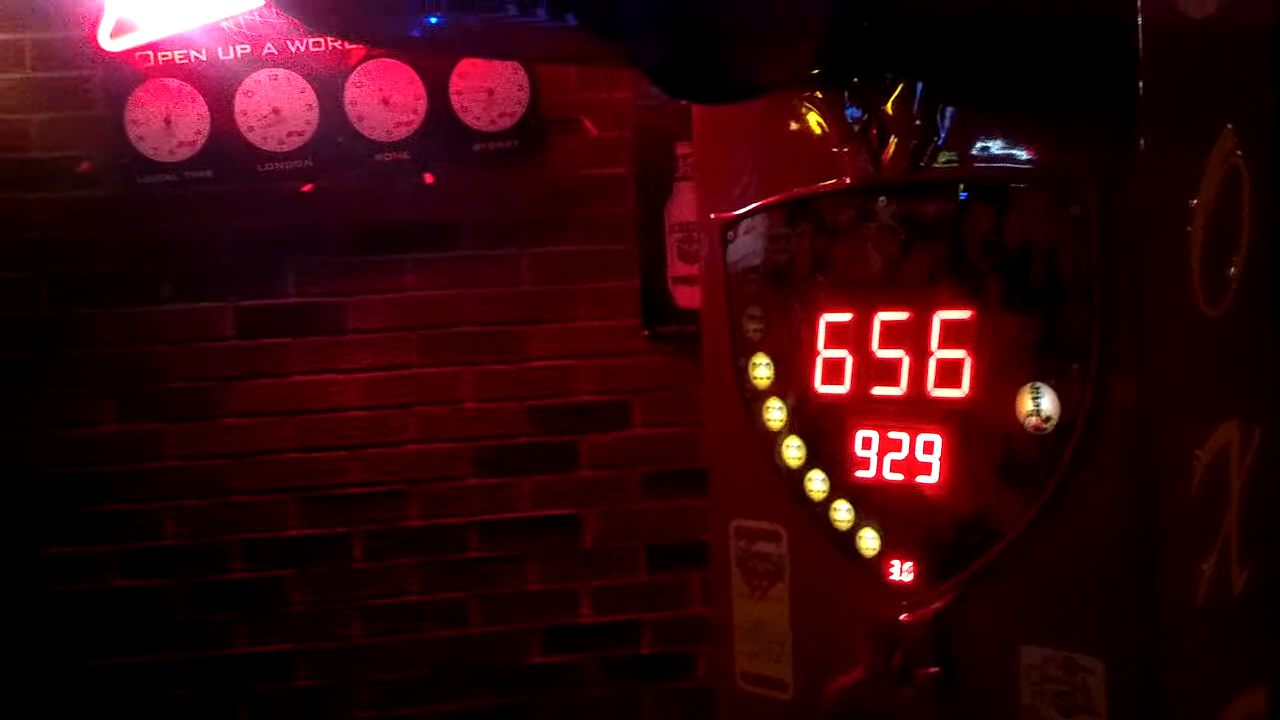 OPEN UP A WORL
LOCAL TIME
LONDON
ROME
SYDNEY
656
929